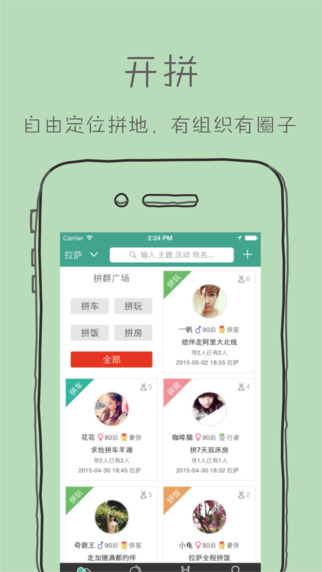 开拼
自由定位拼地，有组织有圈子
Carrier 2:24 PM
拉萨 输入 主题 活动 地名...
拼群广场
拼车 拼玩
拼饭 拼房
全部
拼玩 6
一帆 90后 侠客
结伴走阿里大北线
寻2人已有2人
2015-05-02 18:55 拉萨
拼车 5
花花 80后 豪侠
求捡拼车羊湖
寻2人已有2人
2015-04-30 18:45 拉萨
拼房 4
咖啡猫 90后 行者
拼7天双床房
寻1人已有1人
2015-04-30 18:32 拉萨
拼玩 5
奇葩王 80后 豪侠
走加德满都约伴
拼饭 5
小龟 80后 豪侠
拉萨全程拼饭